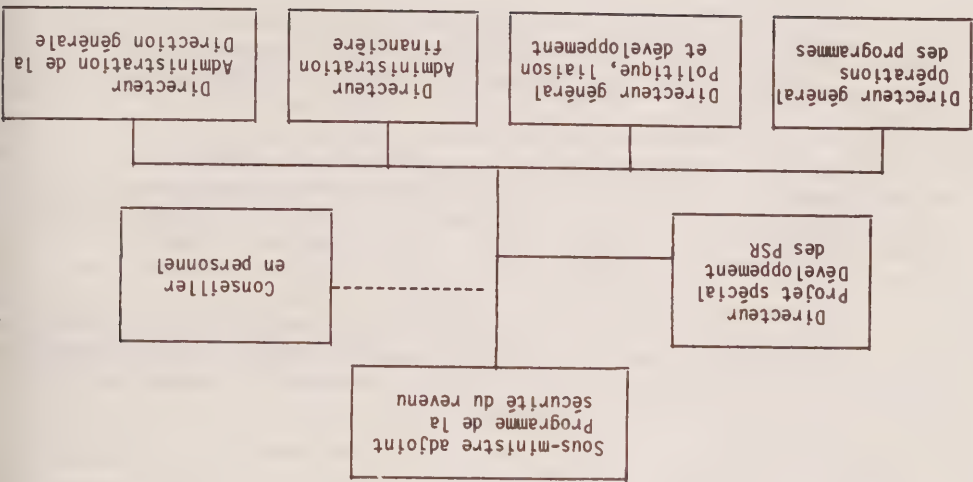 Sous-ministre adjoint
Programme de la
sécurité du revenu
Directeur
Projet spécial
Développement
des PSR
Conseiller
en personnel
Directeur général
Opérations
des programmes
Directeur général
Politique, liaison
et développement
Directeur
Administration
financière
Directeur
Administration de la
Direction générale